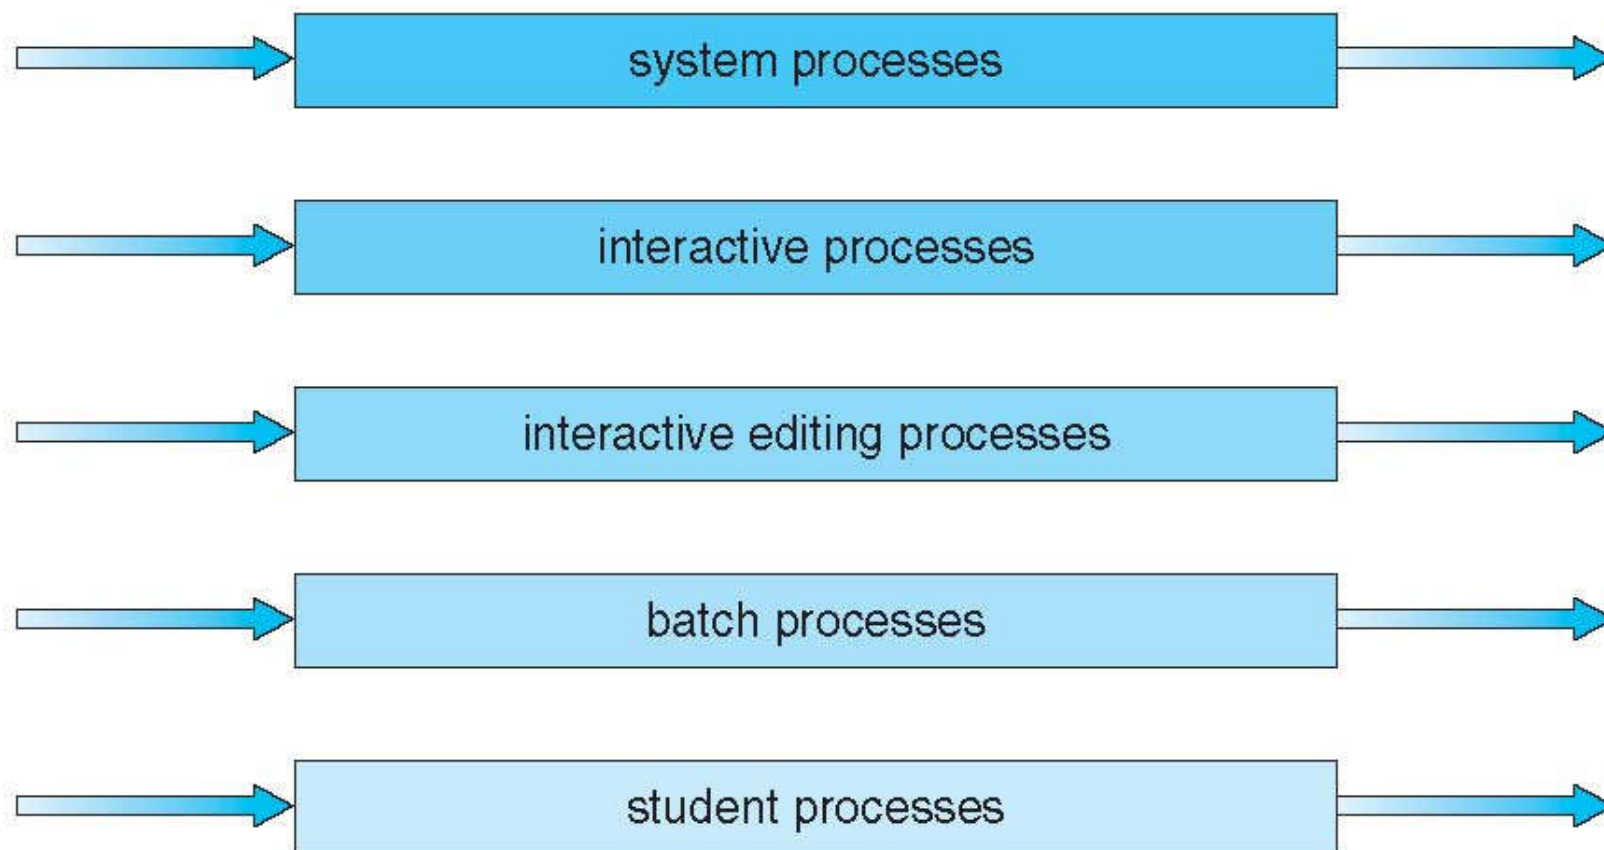 system processes
interactive processes
interactive editing processes
batch processes
student processes